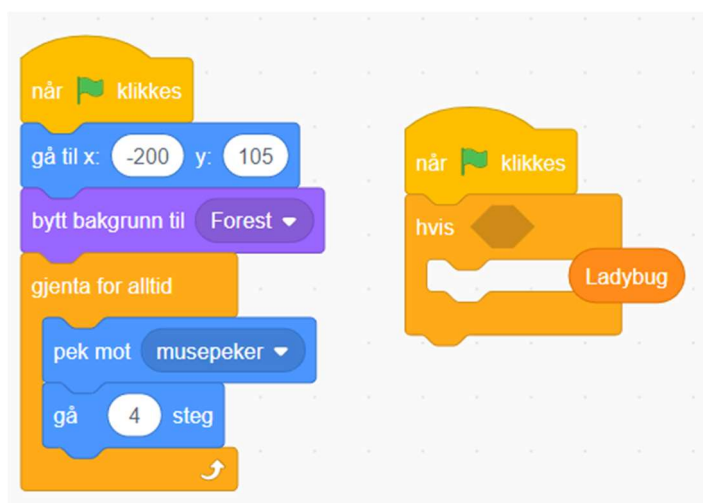 når klikkes
gå til x: -200 y: 105
bytt bakgrunn til Forest
gjenta for alltid
pek mot musepeker
gå 4 steg
når klikkes
hvis
Ladybug